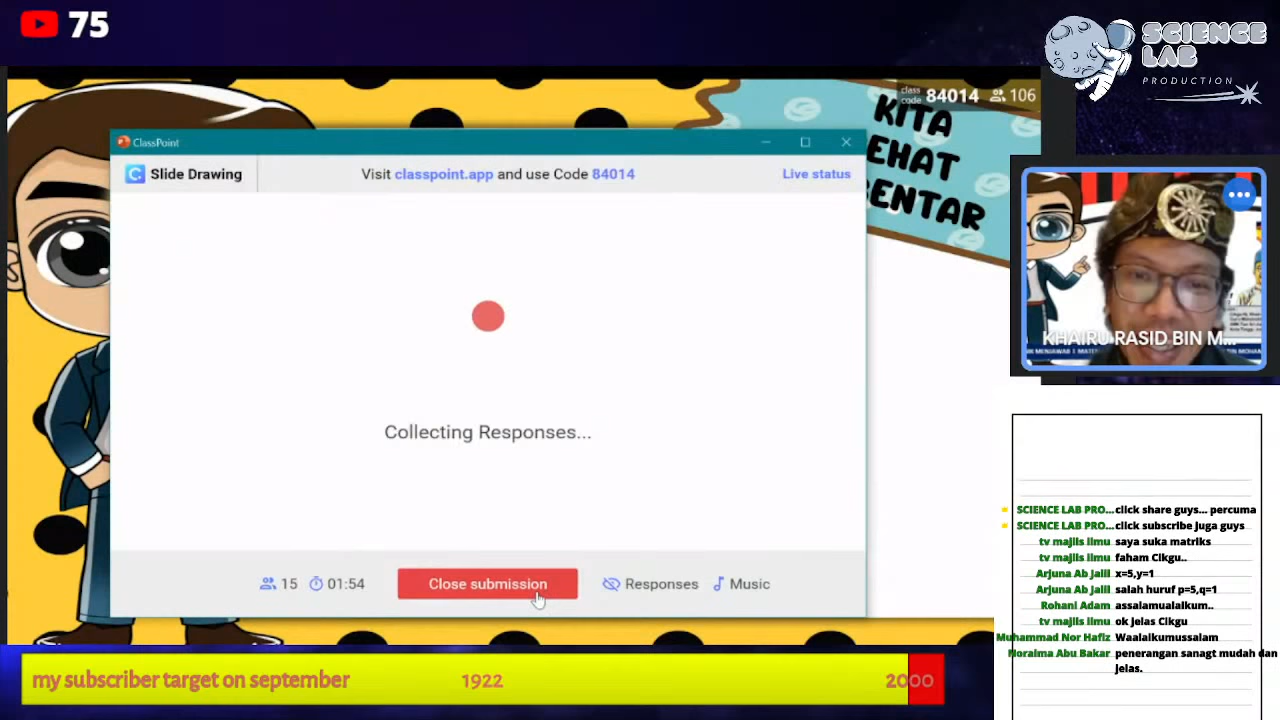 75
SCIENCE
LAB
PRODUCTION
class
code 84014 106
KITA
EHAT
BENTAR
ClassPoint
Slide Drawing
Visit classpoint.app and use Code 84014
Live status
Collecting Responses...
15 01:54
Close submission
Responses
Music
KHAIRU RASID BIN M...
SCIENCE LAB PRO... click share guys... percuma
SCIENCE LAB PRO... click subscribe juga guys
tv majlis ilmu saya suka matriks
tv majlis ilmu faham Cikgu..
Arjuna Ab Jalil x=5,y=1
Arjuna Ab Jalil salah huruf p=5,q=1
Rohani Adam assalamualaikum..
tv majlis ilmu ok jelas Cikgu
Muhammad Nor Hafiz Waalaikumussalam
Noraima Abu Bakar penerangan sanagt mudah dan
jelas.
my subscriber target on september 1922 2000